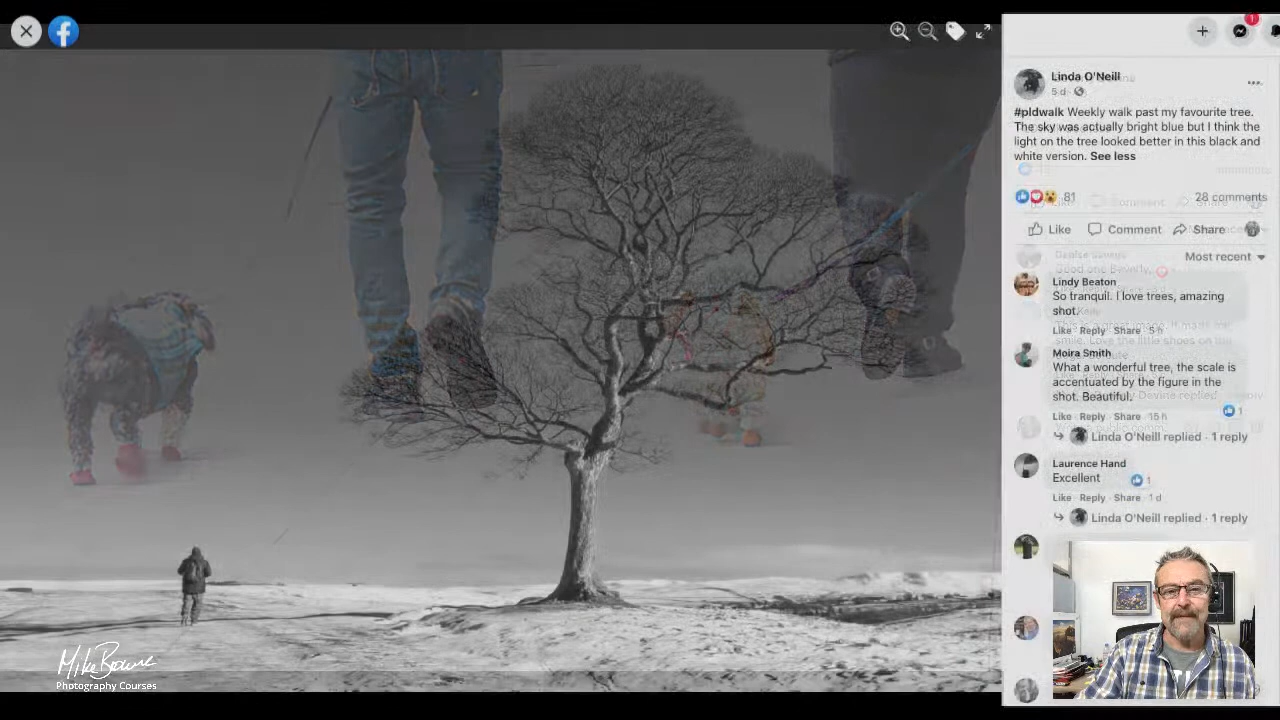 1
Linda O'Neill
5 d
#pldwalk Weekly walk past my favourite tree.
The sky was actually bright blue but I think the
light on the tree looked better in this black and
white version. See less
81
28 comments
Like
Comment
Share
Most recent
Lindy Beaton
So tranquil. I love trees, amazing
shot.
Like Reply Share 5 h
Moira Smith
What a wonderful tree, the scale is
accentuated by the figure in the
shot. Beautiful.
1
Like Reply Share 15 h
Linda O'Neill replied · 1 reply
Laurence Hand
Excellent
1
Like Reply Share 1 d
Linda O'Neill replied · 1 reply
Mike Browne
Photography Courses